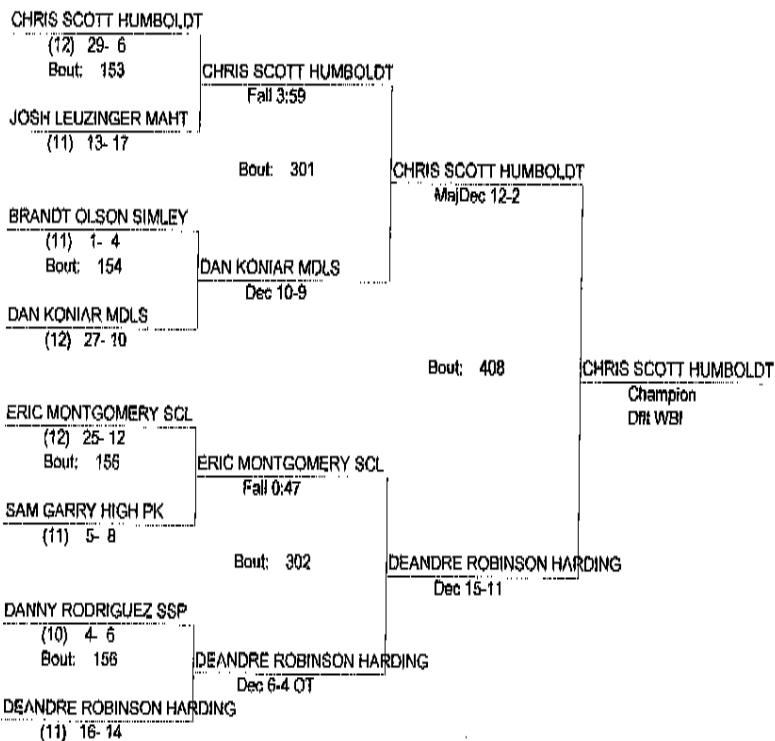 CHRIS SCOTT HUMBOLDT
(12) 29- 6
Bout: 153
CHRIS SCOTT HUMBOLDT
Fall 3:59
JOSH LEUZINGER MAHT
(11) 13- 17
Bout: 301
CHRIS SCOTT HUMBOLDT
MajDec 12-2
BRANDT OLSON SIMLEY
(11) 1- 4
Bout: 154
DAN KONIAR MDLS
Dec 10-9
DAN KONIAR MDLS
(12) 27- 10
Bout: 408
CHRIS SCOTT HUMBOLDT
Champion
Dflt WBI
ERIC MONTGOMERY SCL
(12) 25- 12
Bout: 155
ERIC MONTGOMERY SCL
Fall 0:47
SAM GARRY HIGH PK
(11) 5- 8
Bout: 302
DEANDRE ROBINSON HARDING
Dec 15-11
DANNY RODRIGUEZ SSP
(10) 4- 6
Bout: 156
DEANDRE ROBINSON HARDING
Dec 6-4 OT
DEANDRE ROBINSON HARDING
(11) 16- 14